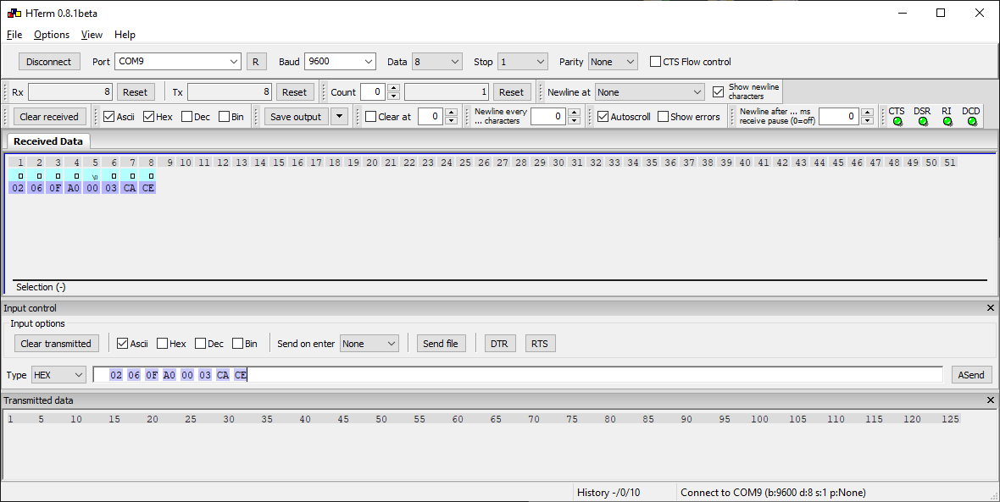 HTerm 0.8.1beta
File Options View Help
Disconnect Port COM9 R Baud 9600 Data 8 Stop 1 Parity None CTS Flow control
Rx 8 Reset Tx 8 Reset Count 0 1 Reset Newline at None Show newline characters
Clear received Ascii Hex Dec Bin Save output Clear at 0 Newline every ... characters 0 Autoscroll Show errors Newline after ... ms receive pause (0=off) 0 CTS DSR RI DCD
Received Data
1 2 3 4 5 6 7 8 9 10 11 12 13 14 15 16 17 18 19 20 21 22 23 24 25 26 27 28 29 30 31 32 33 34 35 36 37 38 39 40 41 42 43 44 45 46 47 48 49 50 51
\0
02 06 0F A0 00 03 CA CE
Selection (-)
Input control
Input options
Clear transmitted Ascii Hex Dec Bin Send on enter None Send file DTR RTS
Type HEX 02 06 0F A0 00 03 CA CE ASend
Transmitted data
1 5 10 15 20 25 30 35 40 45 50 55 60 65 70 75 80 85 90 95 100 105 110 115 120 125
History -/0/10 Connect to COM9 (b:9600 d:8 s:1 p:None)